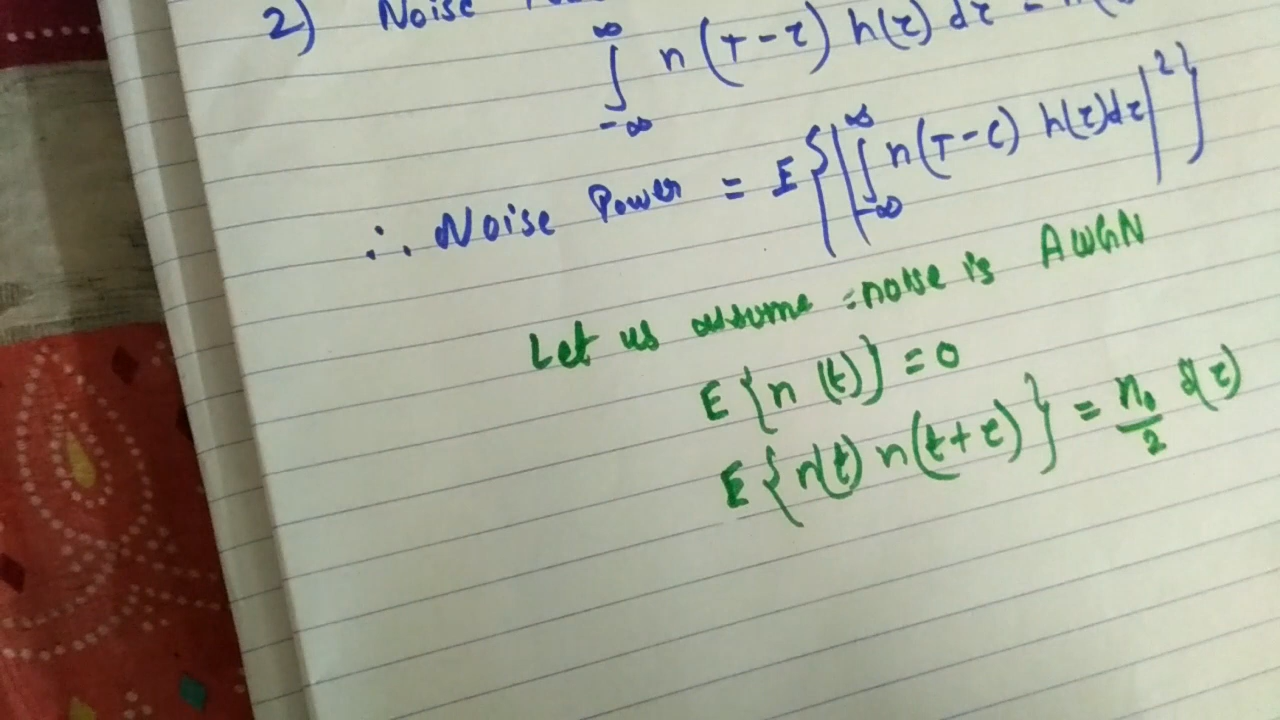 2) Noise
∫_{-∞}^{∞} n(T-τ) h(τ) dτ =
∴ Noise Power = E{|∫_{-∞}^{∞} n(T-τ) h(τ)dτ|²}
Let us assume :noise is AWGN
E{n(t)} = 0
E{n(t) n(t+τ)} = n₀/2 δ(τ)